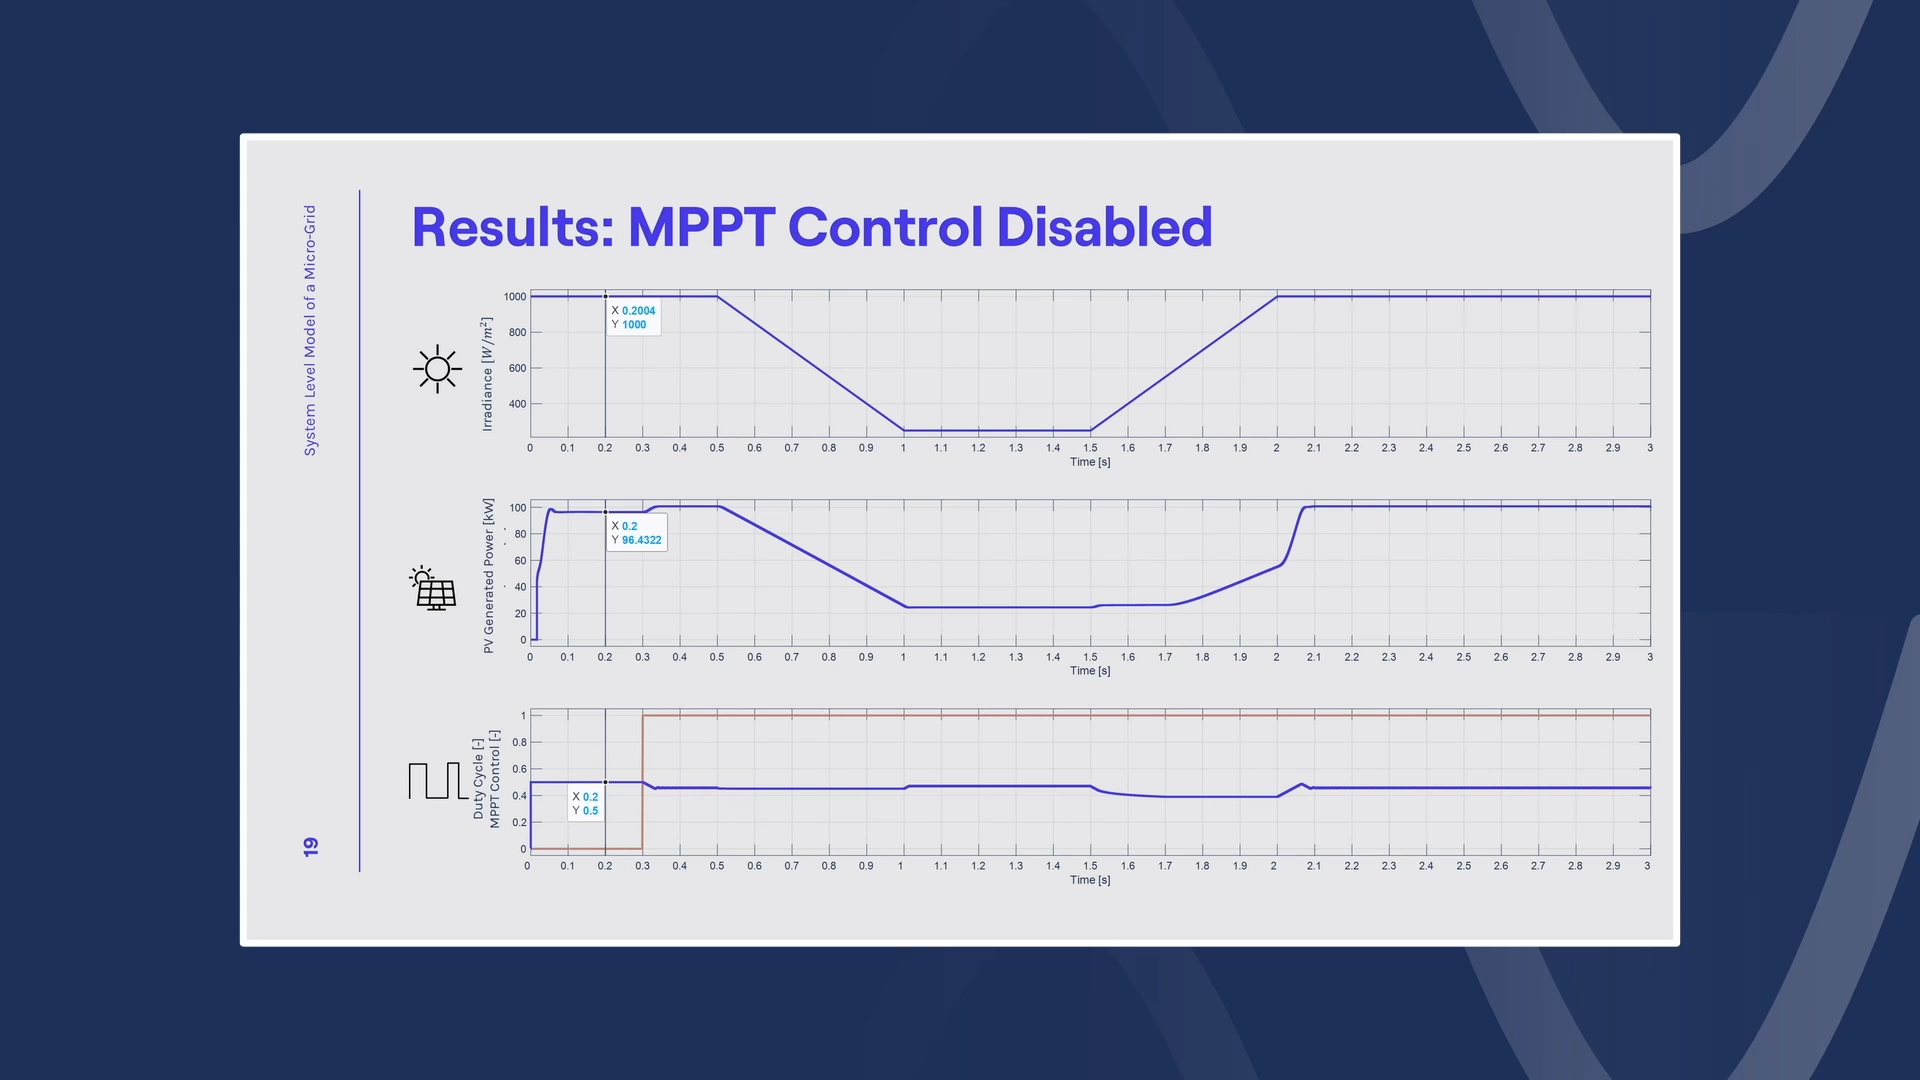 Results: MPPT Control Disabled
System Level Model of a Micro-Grid
19
Irradiance [W/m²]
1000
800
600
400
X 0.2004
Y 1000
0 0.1 0.2 0.3 0.4 0.5 0.6 0.7 0.8 0.9 1 1.1 1.2 1.3 1.4 1.5 1.6 1.7 1.8 1.9 2 2.1 2.2 2.3 2.4 2.5 2.6 2.7 2.8 2.9 3
Time [s]
PV Generated Power [kW]
100
80
60
40
20
0
X 0.2
Y 96.4322
0 0.1 0.2 0.3 0.4 0.5 0.6 0.7 0.8 0.9 1 1.1 1.2 1.3 1.4 1.5 1.6 1.7 1.8 1.9 2 2.1 2.2 2.3 2.4 2.5 2.6 2.7 2.8 2.9 3
Time [s]
Duty Cycle [-]
MPPT Control [-]
1
0.8
0.6
0.4
0.2
0
X 0.2
Y 0.5
0 0.1 0.2 0.3 0.4 0.5 0.6 0.7 0.8 0.9 1 1.1 1.2 1.3 1.4 1.5 1.6 1.7 1.8 1.9 2 2.1 2.2 2.3 2.4 2.5 2.6 2.7 2.8 2.9 3
Time [s]